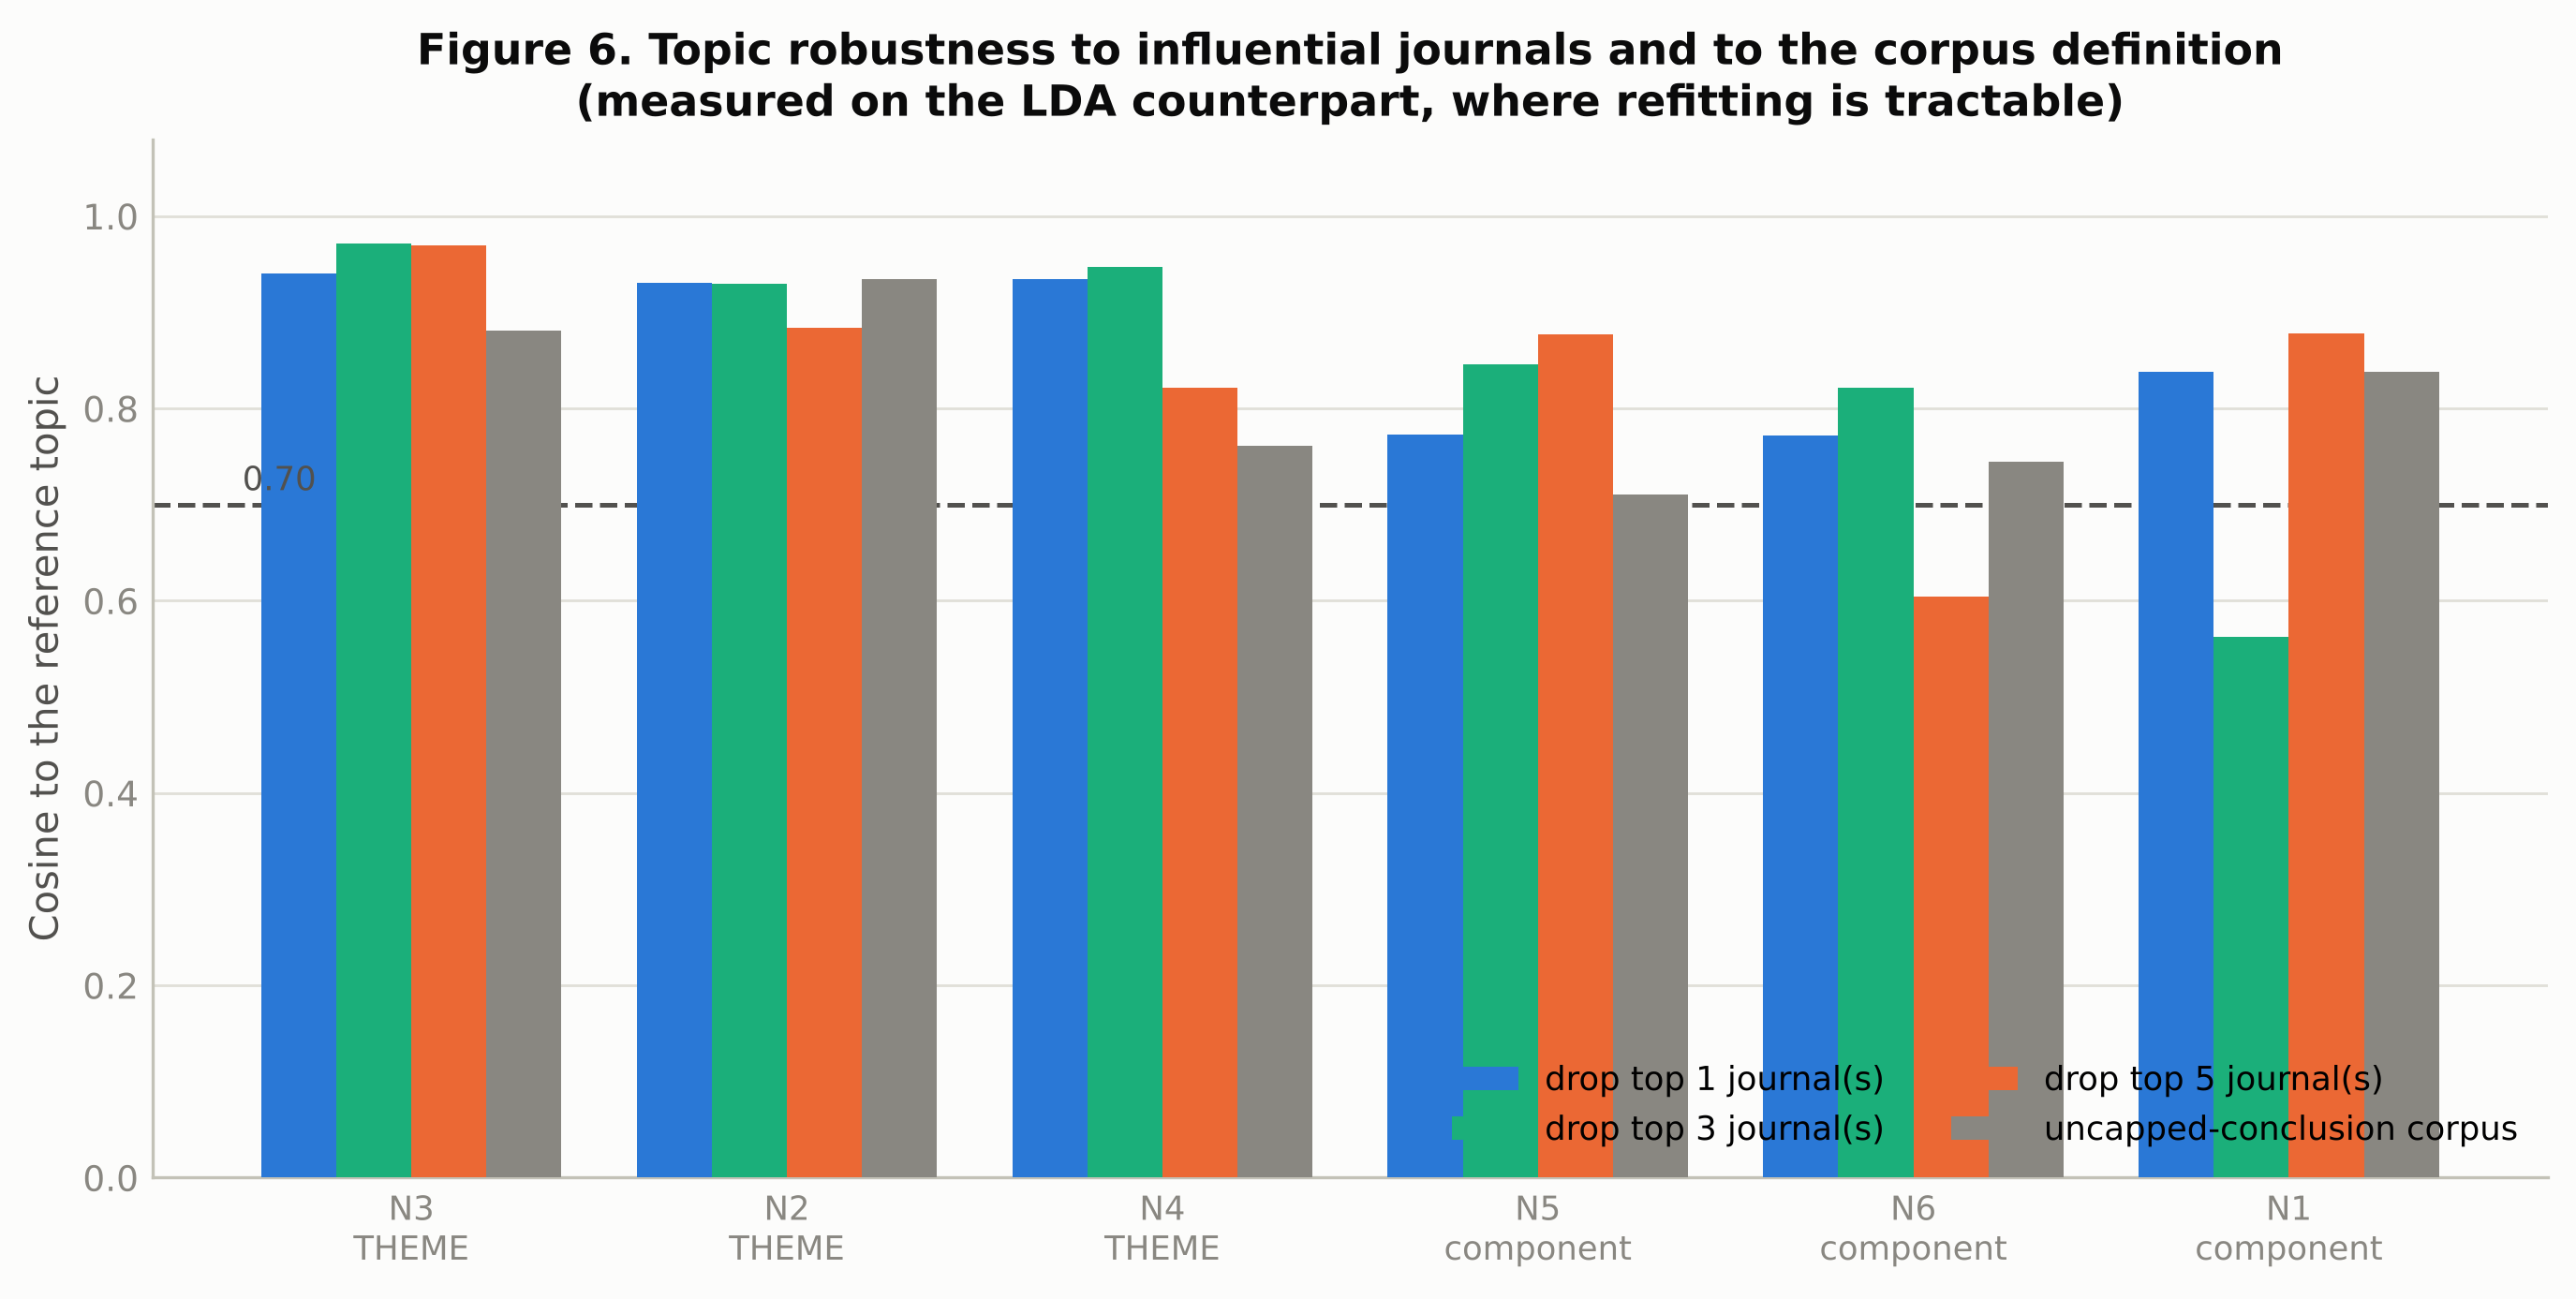 Figure 6. Topic robustness to influential journals and to the corpus definition
(measured on the LDA counterpart, where refitting is tractable)
Cosine to the reference topic
1.0
0.8
0.70
0.6
0.4
0.2
0.0
drop top 1 journal(s)
drop top 3 journal(s)
drop top 5 journal(s)
uncapped-conclusion corpus
N3
THEME
N2
THEME
N4
THEME
N5
component
N6
component
N1
component